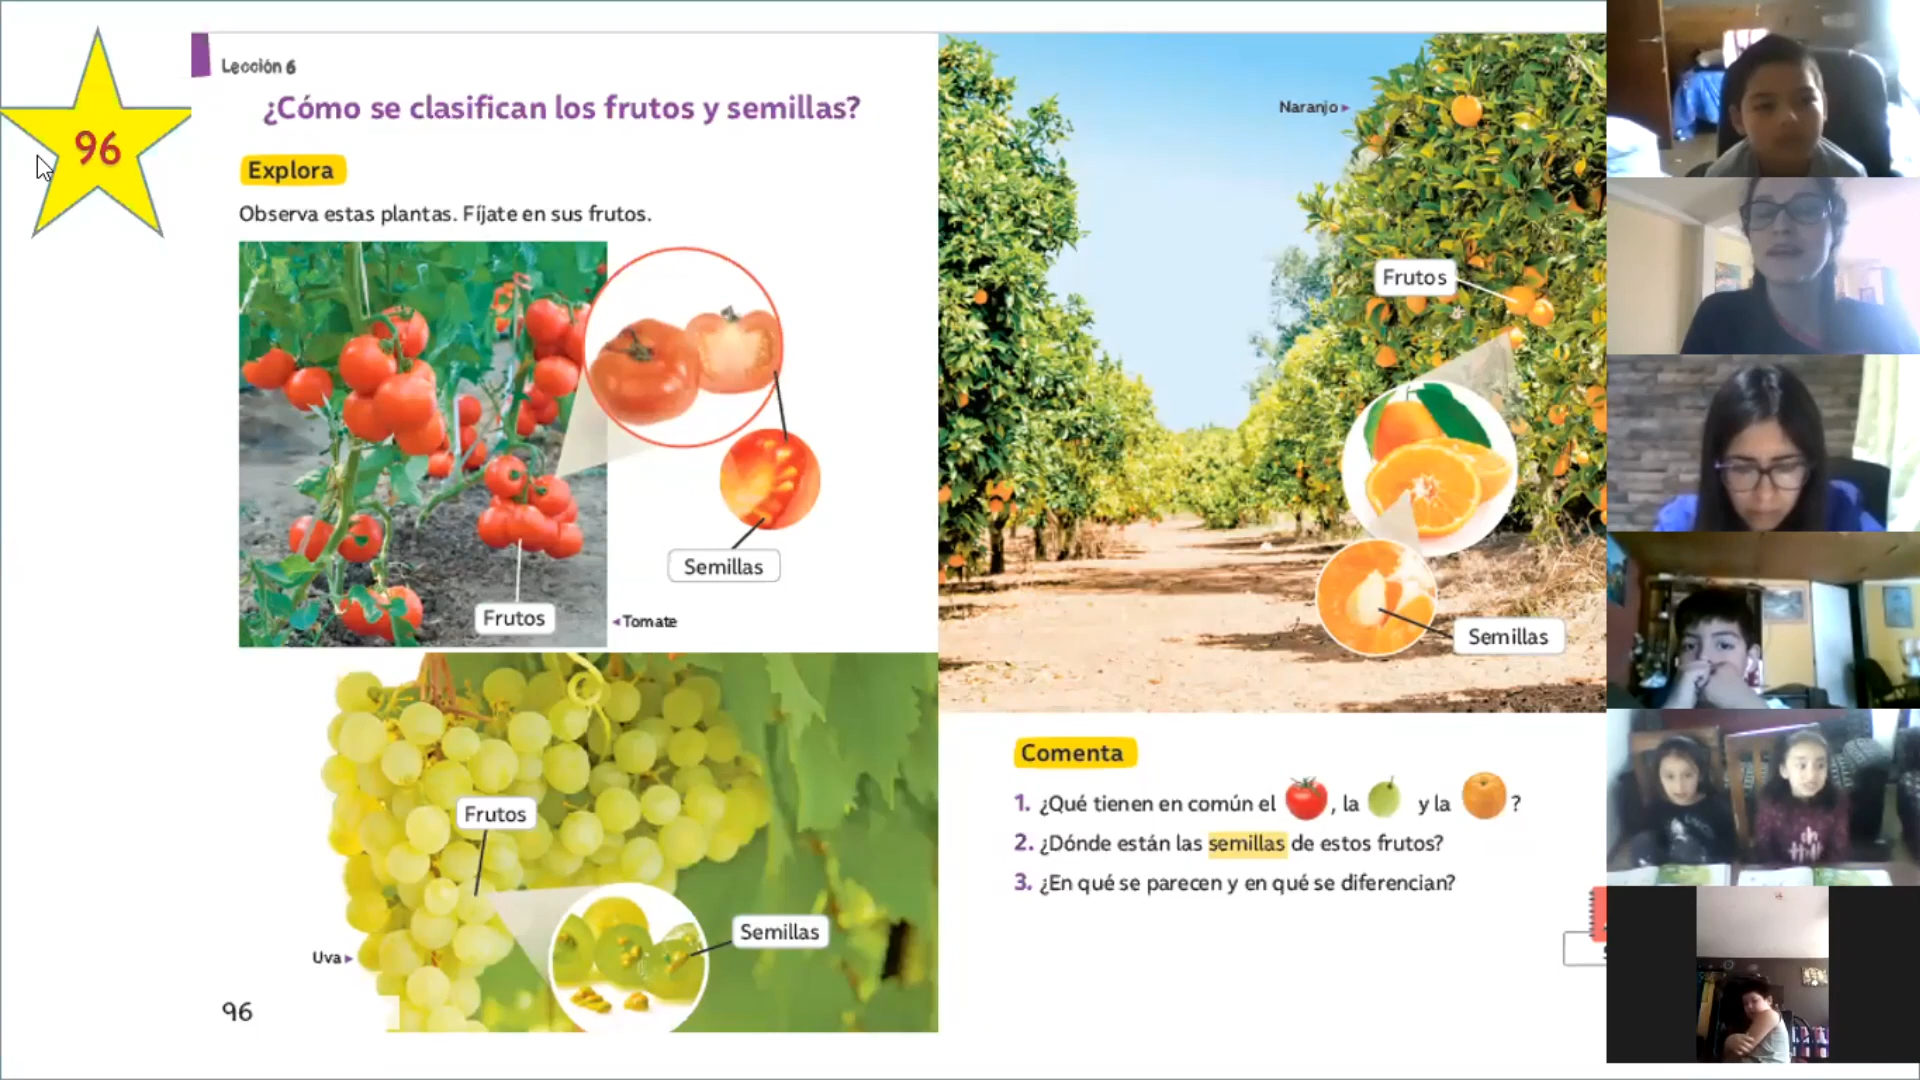 96
Lección 6
¿Cómo se clasifican los frutos y semillas?
Explora
Observa estas plantas. Fíjate en sus frutos.
Semillas
Frutos
◂Tomate
Frutos
Semillas
Uva▸
96
Naranjo▸
Frutos
Semillas
Comenta
1. ¿Qué tienen en común el , la y la ?
2. ¿Dónde están las semillas de estos frutos?
3. ¿En qué se parecen y en qué se diferencian?